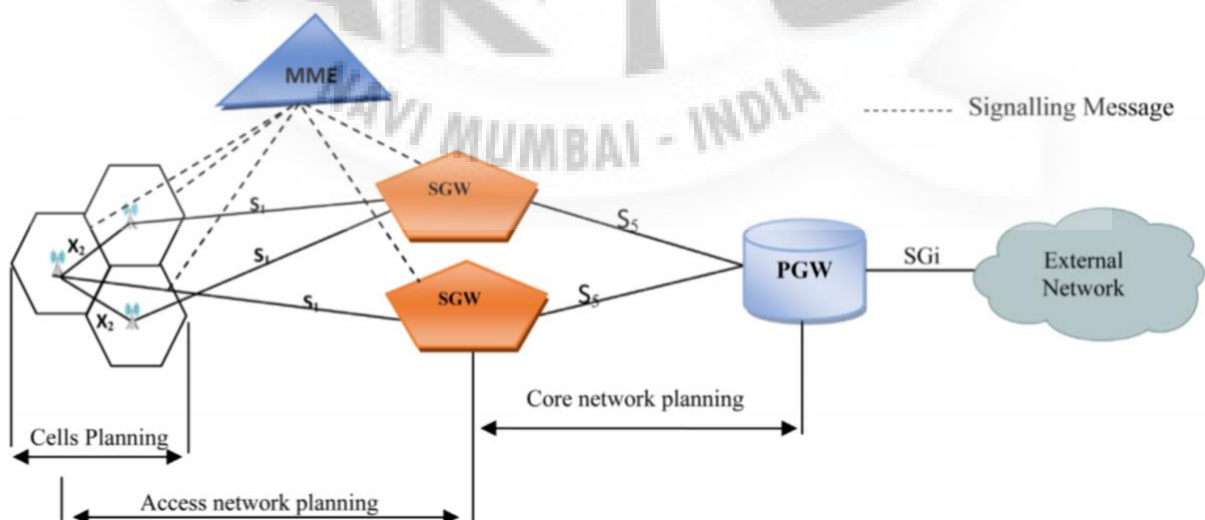 MME
NAVI MUMBAI - INDIA
Signalling Message
SGW
S₁
X₂
S₅
S₁
PGW
SGi
External
Network
SGW
S₁
S₅
X₂
Core network planning
Cells Planning
Access network planning